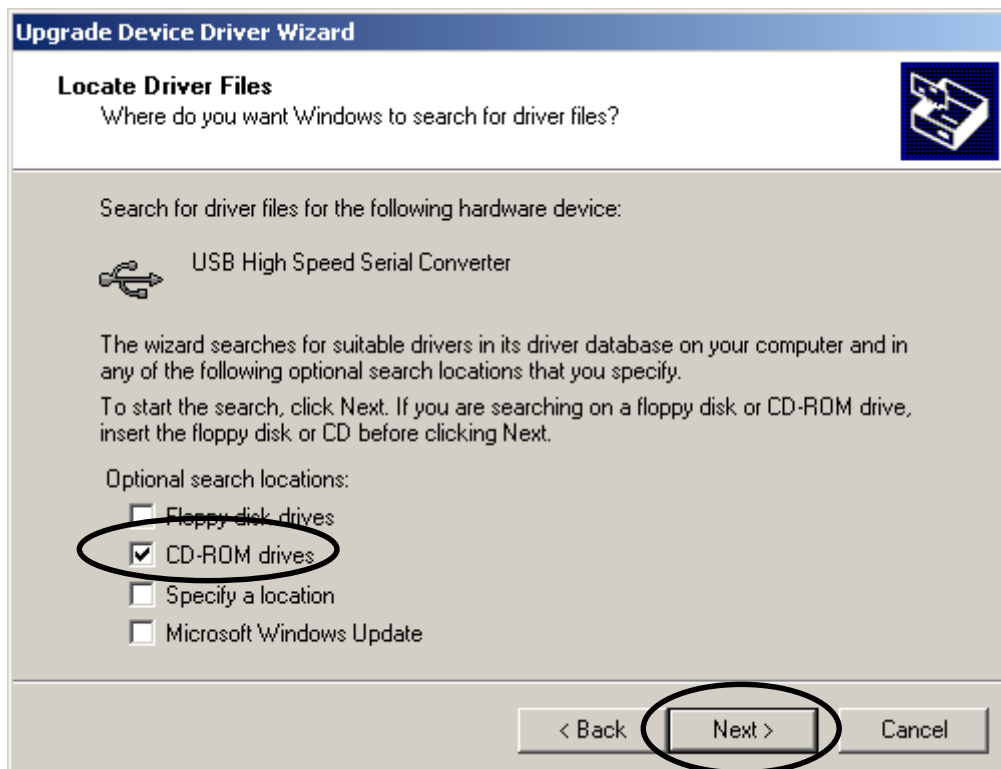 Upgrade Device Driver Wizard
Locate Driver Files
Where do you want Windows to search for driver files?
Search for driver files for the following hardware device:
USB High Speed Serial Converter
The wizard searches for suitable drivers in its driver database on your computer and in
any of the following optional search locations that you specify.
To start the search, click Next. If you are searching on a floppy disk or CD-ROM drive,
insert the floppy disk or CD before clicking Next.
Optional search locations:
Floppy disk drives
CD-ROM drives
Specify a location
Microsoft Windows Update
< Back Next > Cancel